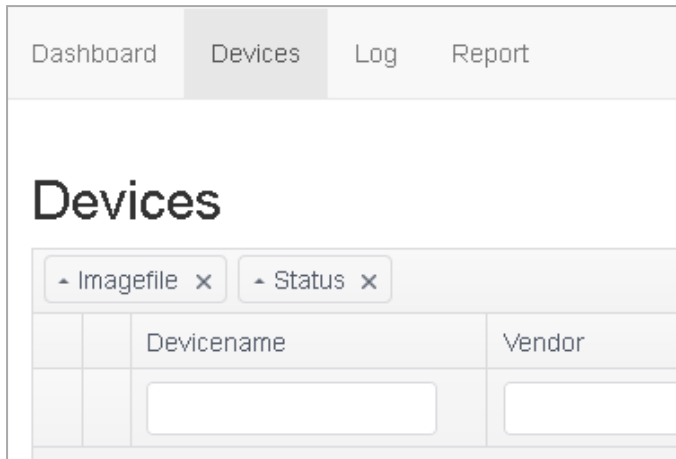 Dashboard Devices Log Report
Devices
Imagefile × Status ×
Devicename Vendor